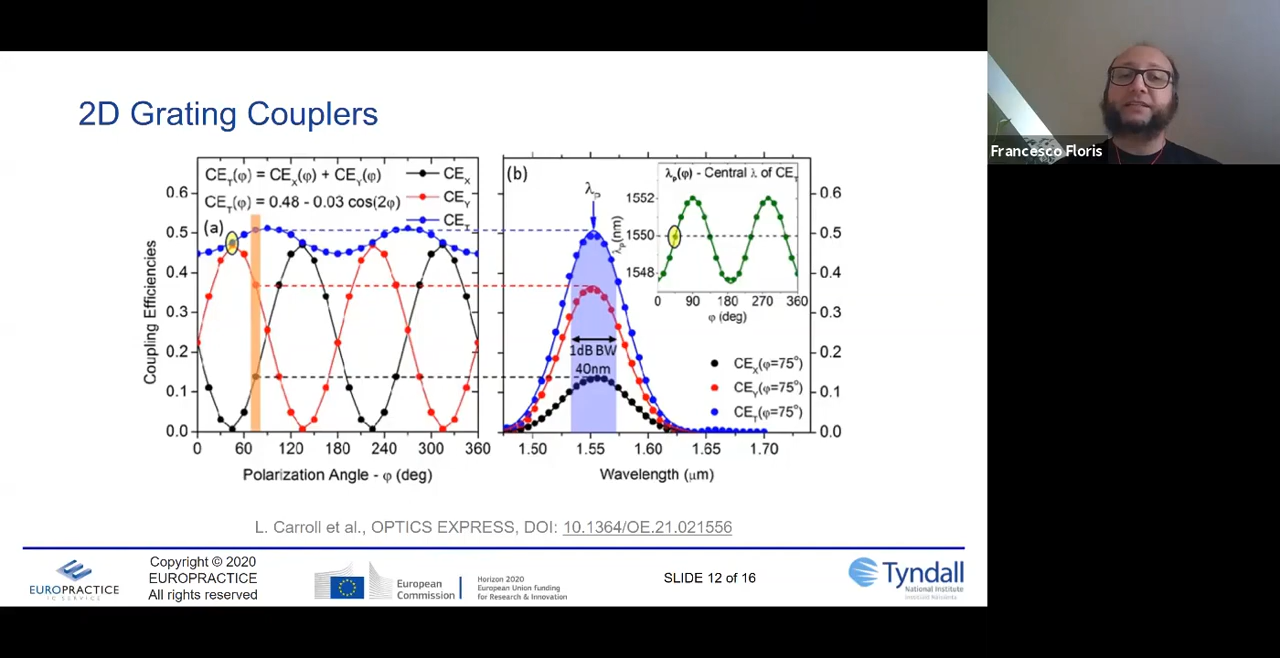 Francesco Floris
2D Grating Couplers
CE_T(φ) = CE_X(φ) + CE_Y(φ)
CE_T(φ) = 0.48 - 0.03 cos(2φ)
CE_X
CE_Y
CE_T
(a)
0.6
0.5
0.4
0.3
0.2
0.1
0.0
Coupling Efficiencies
0 60 120 180 240 300 360
Polarization Angle - φ (deg)
(b)
λ_P
λ_P(φ) - Central λ of CE_T
1552
1550
1548
λ_P(nm)
0 90 180 270 360
φ (deg)
1dB BW
40nm
CE_X(φ=75°)
CE_Y(φ=75°)
CE_T(φ=75°)
0.6
0.5
0.4
0.3
0.2
0.1
0.0
1.50 1.55 1.60 1.65 1.70
Wavelength (μm)
L. Carroll et al., OPTICS EXPRESS, DOI: 10.1364/OE.21.021556
EUROPRACTICE
IC SERVICE
Copyright © 2020
EUROPRACTICE
All rights reserved
European
Commission
Horizon 2020
European Union funding
for Research & Innovation
SLIDE 12 of 16
Tyndall
National Institute